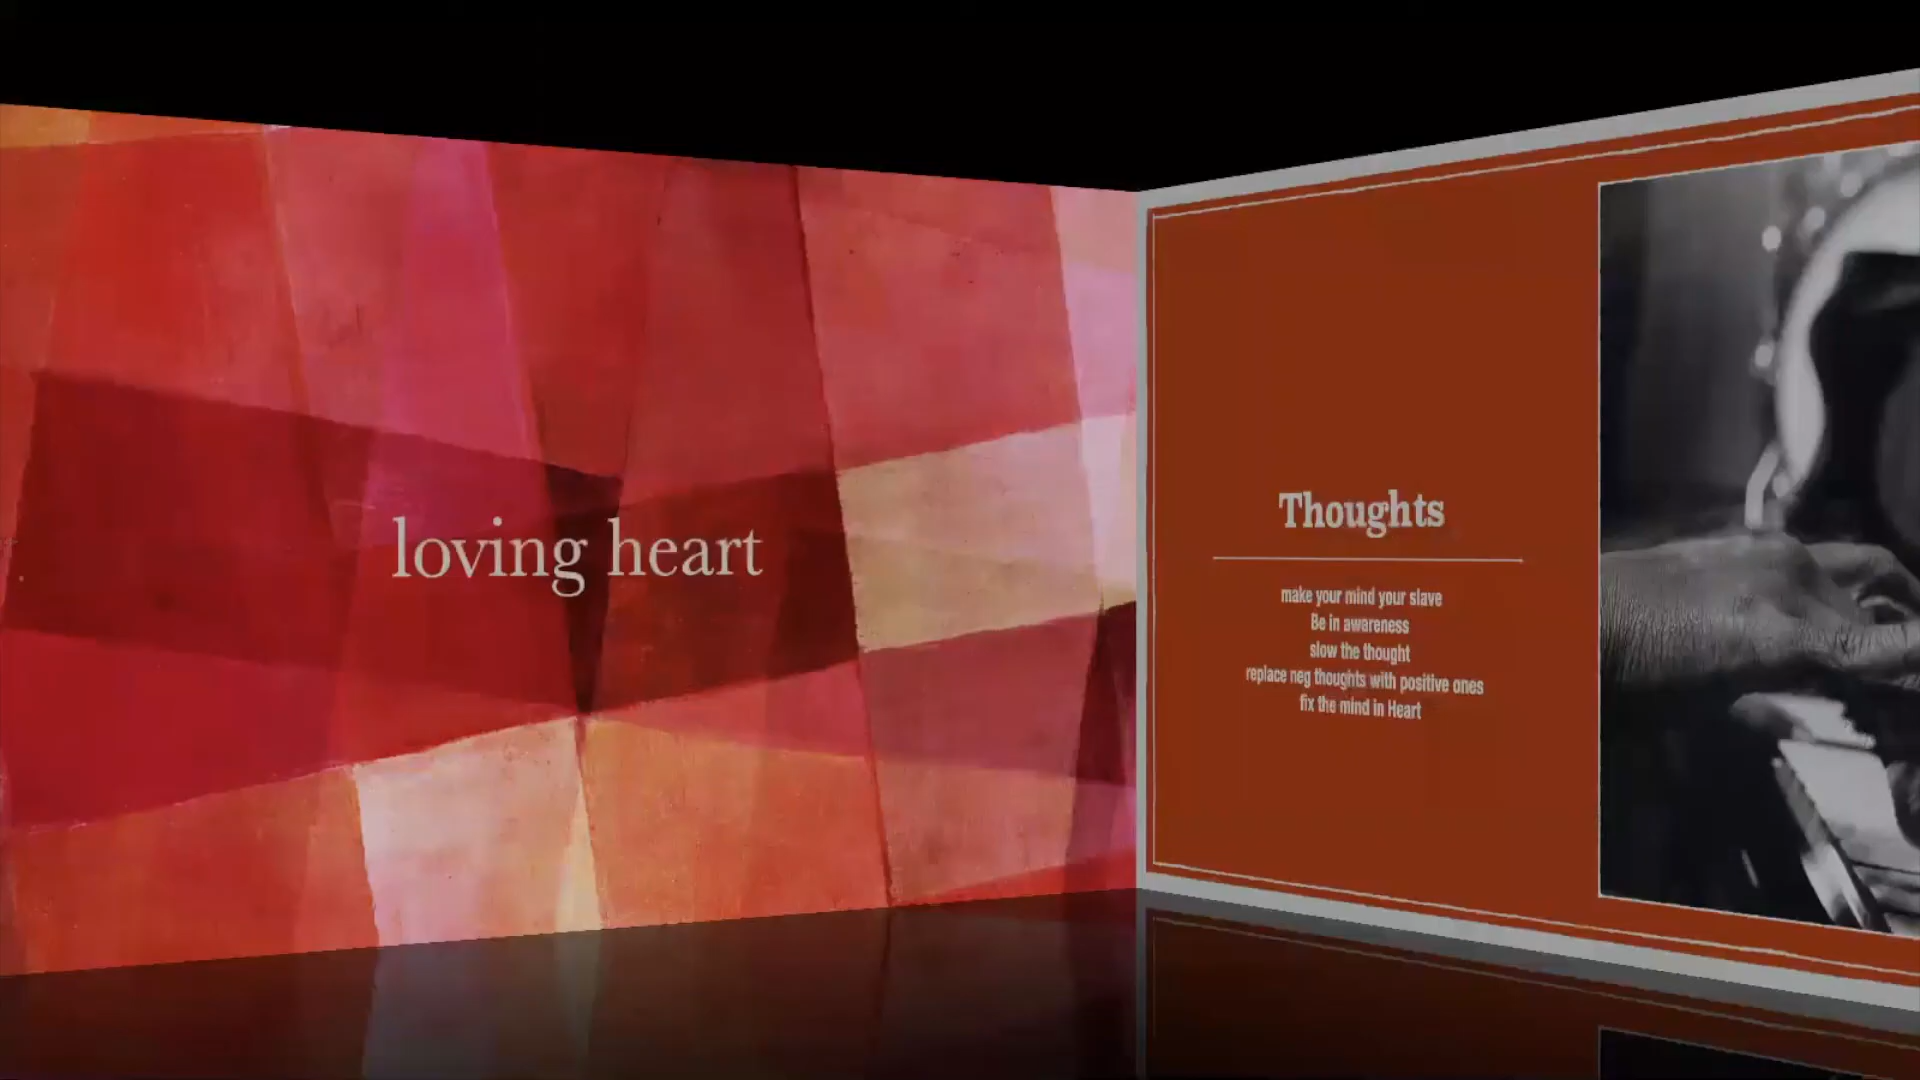 loving heart
Thoughts
make your mind your slave
Be in awareness
slow the thought
replace neg thoughts with positive ones
fix the mind in Heart